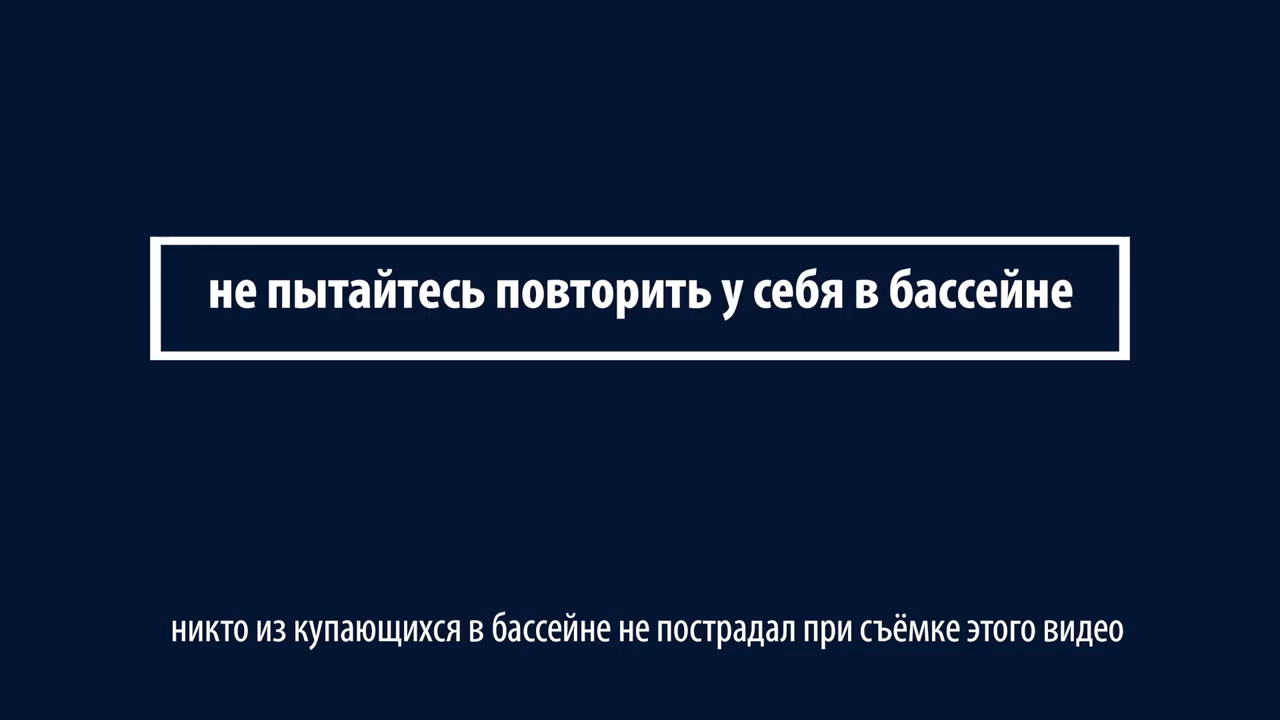 не пытайтесь повторить у себя в бассейне
никто из купающихся в бассейне не пострадал при съёмке этого видео